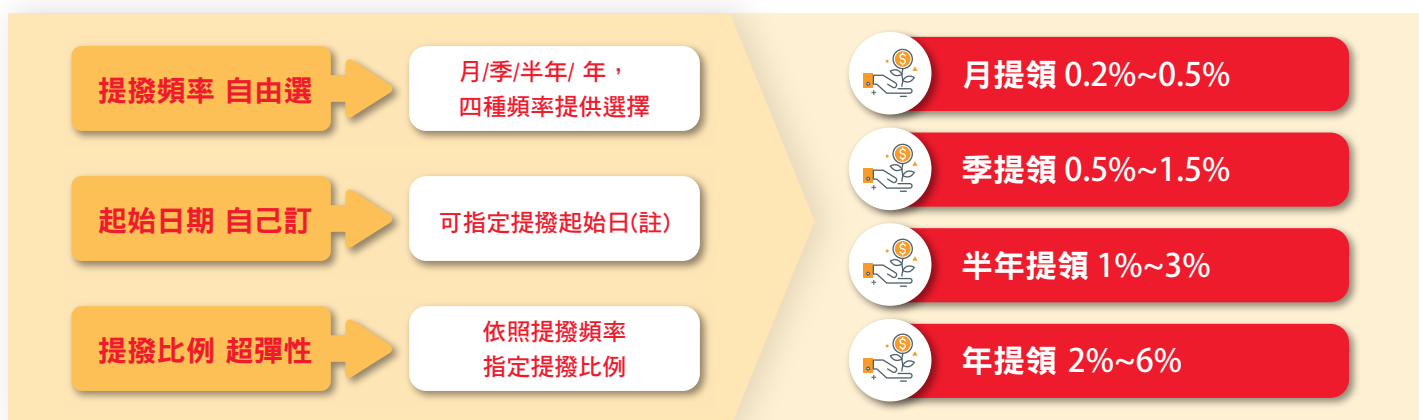 提撥頻率 自由選
月/季/半年/ 年，
四種頻率提供選擇
起始日期 自己訂
可指定提撥起始日(註)
提撥比例 超彈性
依照提撥頻率
指定提撥比例
月提領 0.2%~0.5%
季提領 0.5%~1.5%
半年提領 1%~3%
年提領 2%~6%